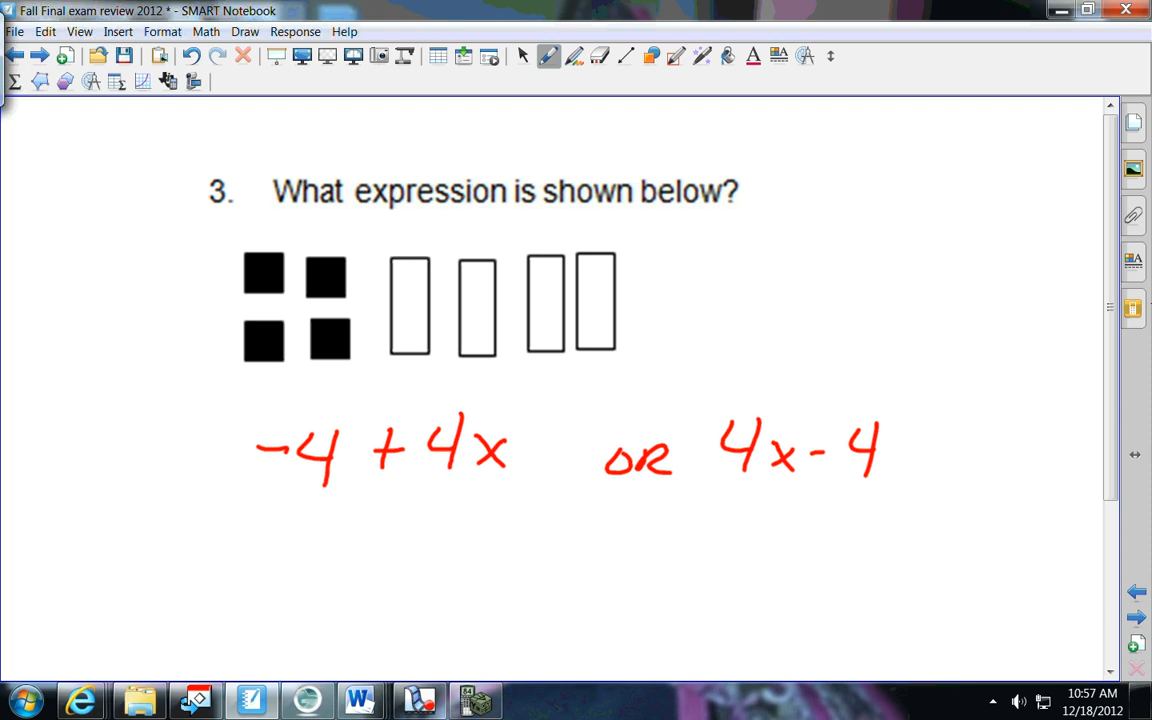 Fall Final exam review 2012 * - SMART Notebook
File Edit View Insert Format Math Draw Response Help
3. What expression is shown below?
-4 + 4x OR 4x - 4
10:57 AM
12/18/2012